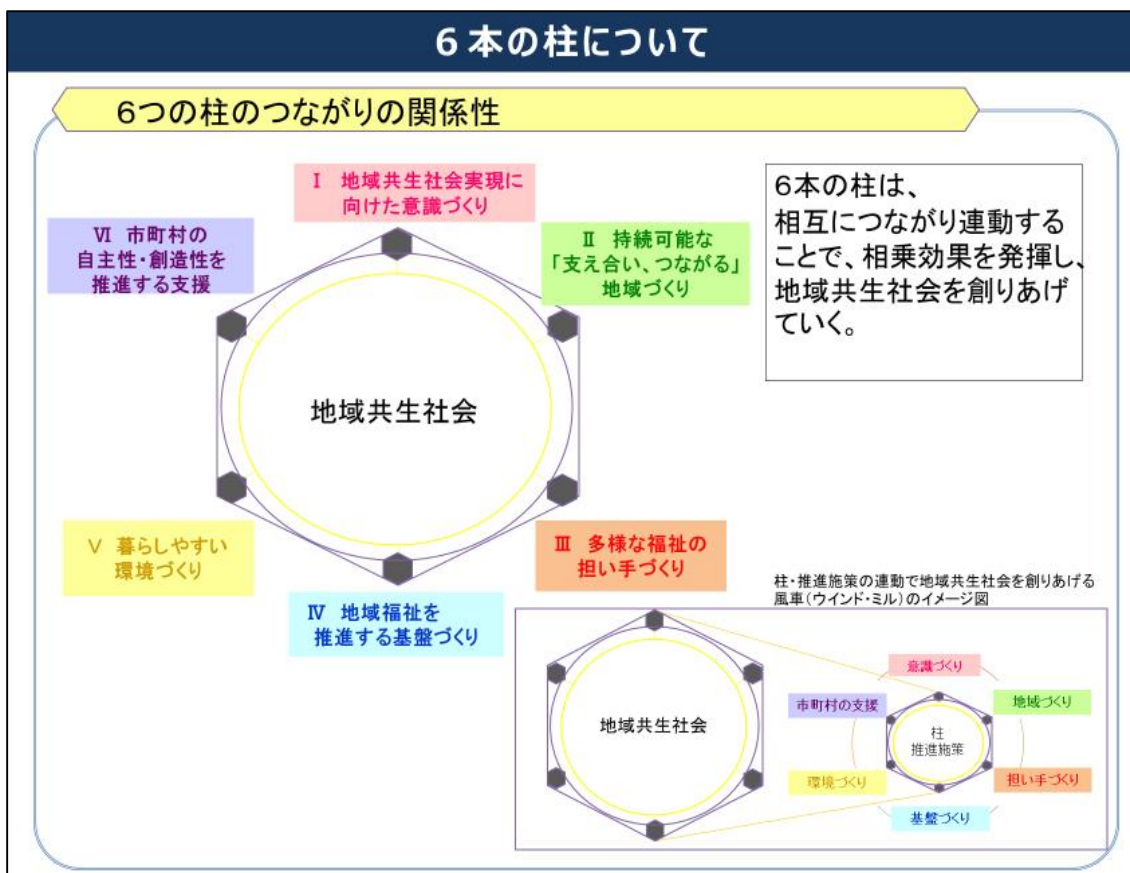 6本の柱について
6つの柱のつながりの関係性
Ⅰ 地域共生社会実現に
向けた意識づくり
Ⅱ 持続可能な
「支え合い、つながる」
地域づくり
Ⅵ 市町村の
自主性・創造性を
推進する支援
6本の柱は、
相互につながり連動する
ことで、相乗効果を発揮し、
地域共生社会を創りあげ
ていく。
地域共生社会
Ⅴ 暮らしやすい
環境づくり
Ⅲ 多様な福祉の
担い手づくり
Ⅳ 地域福祉を
推進する基盤づくり
柱・推進施策の連動で地域共生社会を創りあげる
風車(ウインド・ミル)のイメージ図
地域共生社会
意識づくり
市町村の支援
地域づくり
柱
推進施策
環境づくり
担い手づくり
基盤づくり